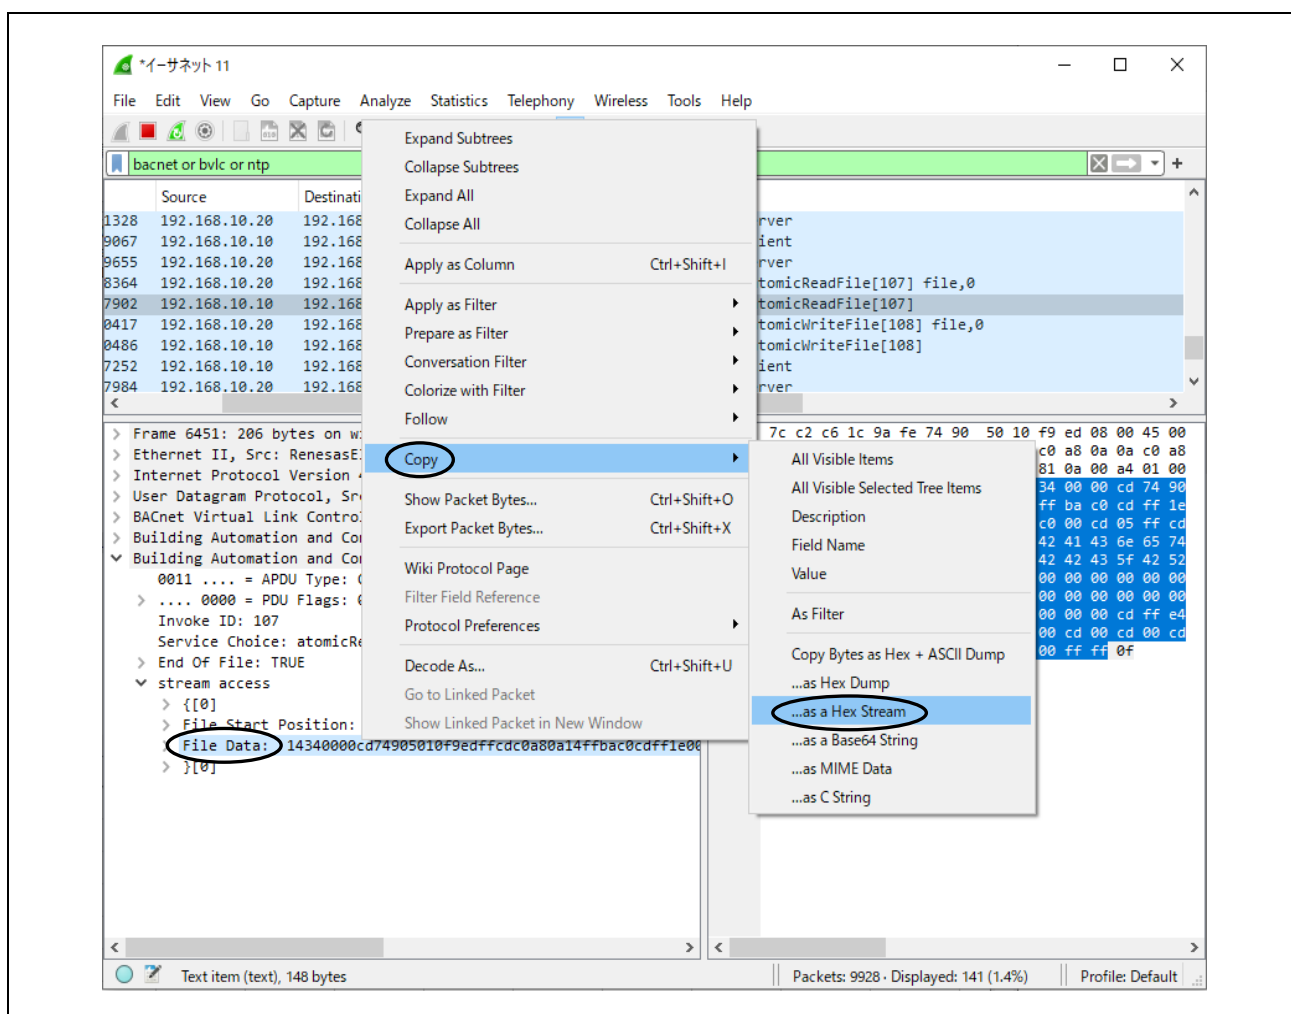 *イーサネット 11
File Edit View Go Capture Analyze Statistics Telephony Wireless Tools Help
bacnet or bvlc or ntp
Source Destinati
1328 192.168.10.20 192.168 rver
9067 192.168.10.10 192.168 ient
9655 192.168.10.20 192.168 rver
8364 192.168.10.20 192.168 tomicReadFile[107] file,0
7902 192.168.10.10 192.168 tomicReadFile[107]
0417 192.168.10.20 192.168 tomicWriteFile[108] file,0
0486 192.168.10.10 192.168 tomicWriteFile[108]
7252 192.168.10.10 192.168 ient
7984 192.168.10.20 192.168 rver
Expand Subtrees
Collapse Subtrees
Expand All
Collapse All
Apply as Column Ctrl+Shift+I
Apply as Filter
Prepare as Filter
Conversation Filter
Colorize with Filter
Follow
Copy
Show Packet Bytes... Ctrl+Shift+O
Export Packet Bytes... Ctrl+Shift+X
Wiki Protocol Page
Filter Field Reference
Protocol Preferences
Decode As... Ctrl+Shift+U
Go to Linked Packet
Show Linked Packet in New Window
All Visible Items
All Visible Selected Tree Items
Description
Field Name
Value
As Filter
Copy Bytes as Hex + ASCII Dump
...as Hex Dump
...as a Hex Stream
...as a Base64 String
...as MIME Data
...as C String
Frame 6451: 206 bytes on w
Ethernet II, Src: RenesasE
Internet Protocol Version
User Datagram Protocol, Sr
BACnet Virtual Link Contro
Building Automation and Co
Building Automation and Co
0011 .... = APDU Type:
.... 0000 = PDU Flags:
Invoke ID: 107
Service Choice: atomicRe
End Of File: TRUE
stream access
{[0]
File Start Position:
File Data: 14340000cd74905010f9edffcdc0a80a14ffbac0cdff1e00
}[0]
7c c2 c6 1c 9a fe 74 90 50 10 f9 ed 08 00 45 00
c0 a8 0a 0a c0 a8
81 0a 00 a4 01 00
34 00 00 cd 74 90
ff ba c0 cd ff 1e
c0 00 cd 05 ff cd
42 41 43 6e 65 74
42 42 43 5f 42 52
00 00 00 00 00 00
00 00 00 00 00 00
00 00 00 cd ff e4
00 cd 00 cd 00 cd
00 ff ff 0f
Text item (text), 148 bytes
Packets: 9928 · Displayed: 141 (1.4%)
Profile: Default